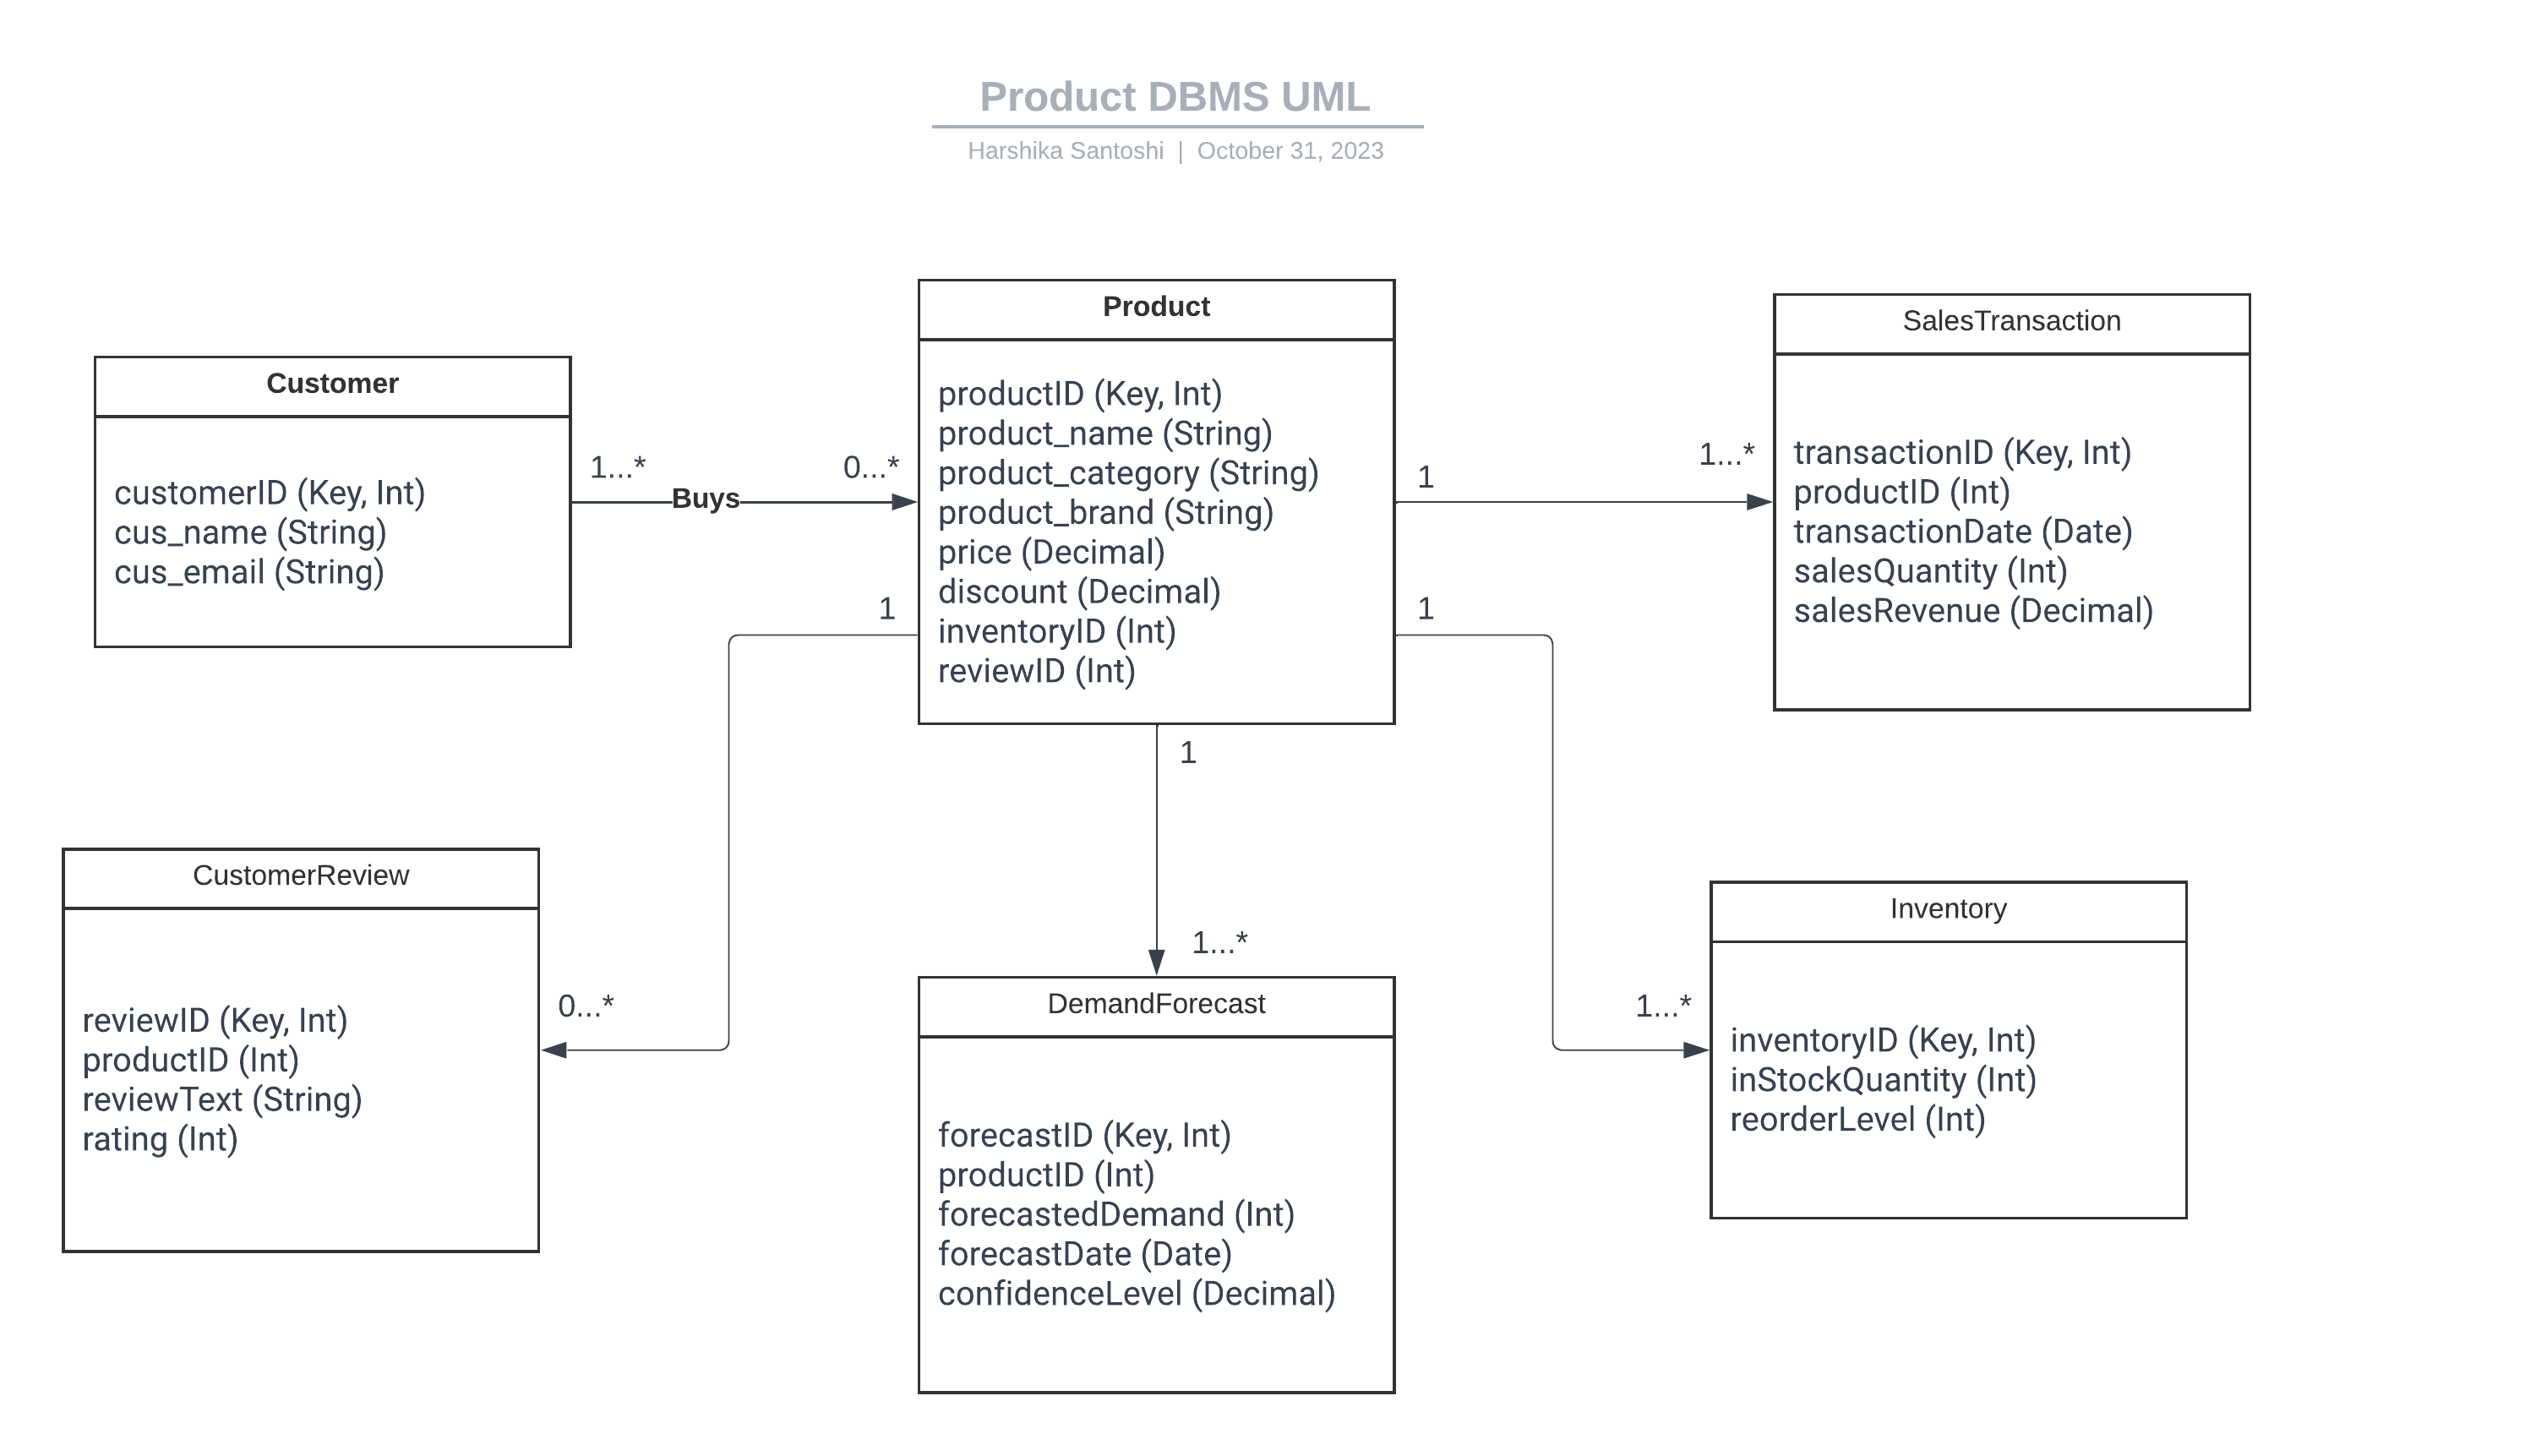 Product DBMS UML
Harshika Santoshi | October 31, 2023
Customer
customerID (Key, Int)
cus_name (String)
cus_email (String)
1...*
Buys
0...*
Product
productID (Key, Int)
product_name (String)
product_category (String)
product_brand (String)
price (Decimal)
discount (Decimal)
inventoryID (Int)
reviewID (Int)
1
1...*
SalesTransaction
transactionID (Key, Int)
productID (Int)
transactionDate (Date)
salesQuantity (Int)
salesRevenue (Decimal)
1
0...*
CustomerReview
reviewID (Key, Int)
productID (Int)
reviewText (String)
rating (Int)
1
1...*
DemandForecast
forecastID (Key, Int)
productID (Int)
forecastedDemand (Int)
forecastDate (Date)
confidenceLevel (Decimal)
1
1...*
Inventory
inventoryID (Key, Int)
inStockQuantity (Int)
reorderLevel (Int)